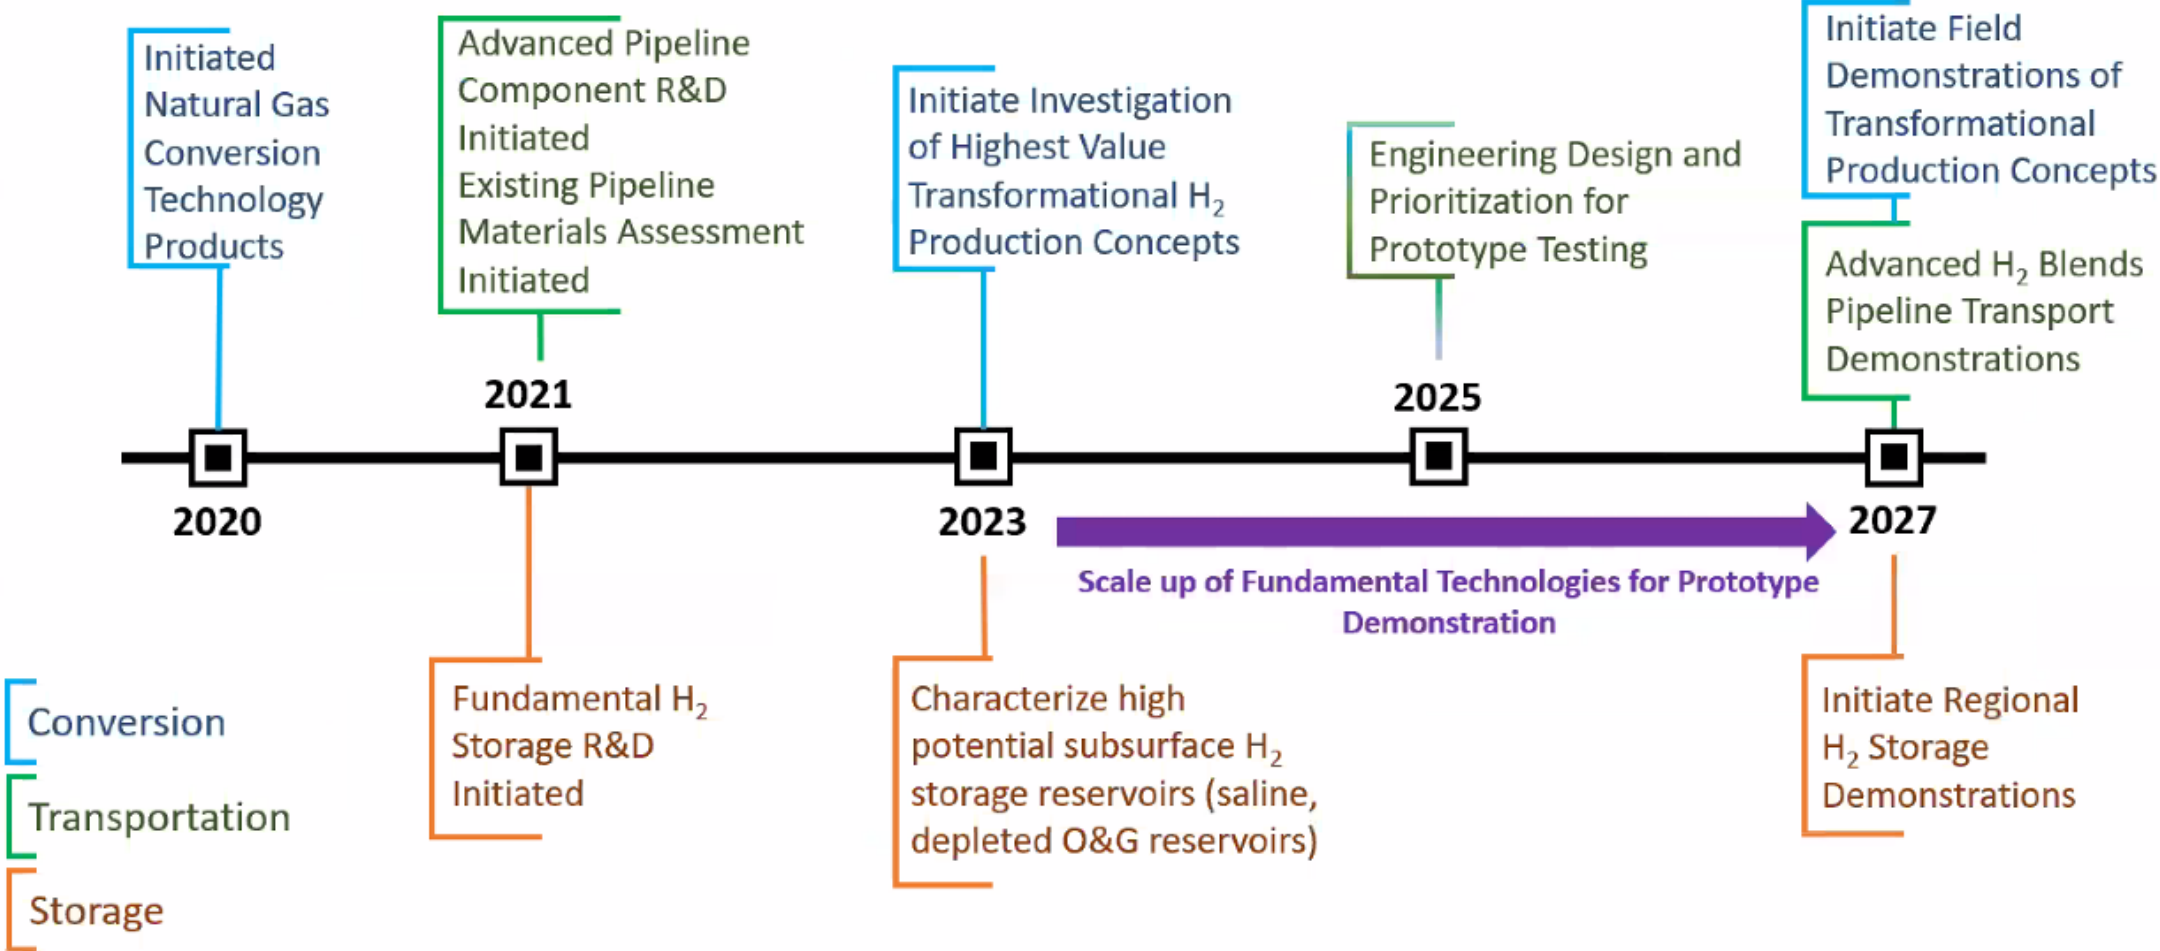 Initiated
Natural Gas
Conversion
Technology
Products
Advanced Pipeline
Component R&D
Initiated
Existing Pipeline
Materials Assessment
Initiated
Initiate Investigation
of Highest Value
Transformational H₂
Production Concepts
Engineering Design and
Prioritization for
Prototype Testing
Initiate Field
Demonstrations of
Transformational
Production Concepts
Advanced H₂ Blends
Pipeline Transport
Demonstrations
2020
2021
2023
2025
2027
Scale up of Fundamental Technologies for Prototype
Demonstration
Fundamental H₂
Storage R&D
Initiated
Characterize high
potential subsurface H₂
storage reservoirs (saline,
depleted O&G reservoirs)
Initiate Regional
H₂ Storage
Demonstrations
Conversion
Transportation
Storage